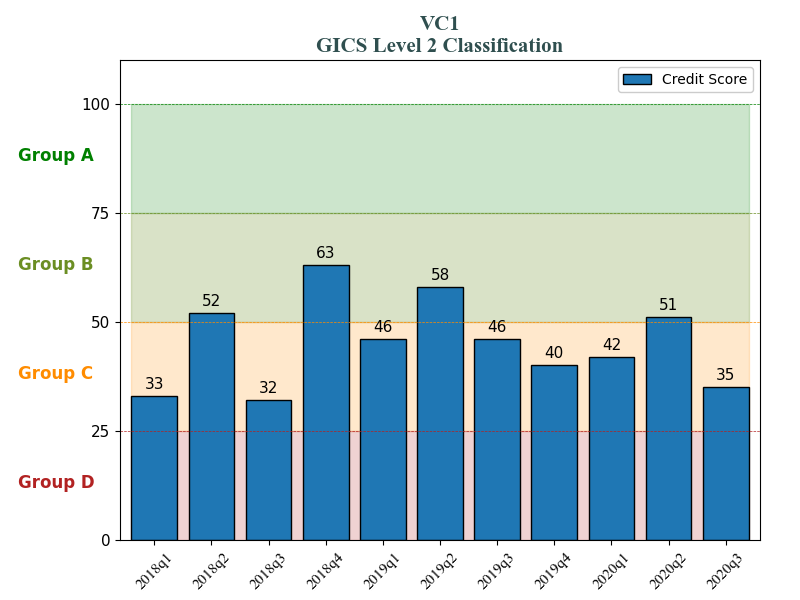 VC1
GICS Level 2 Classification
Credit Score
100
Group A
75
Group B
63
58
52
51
50
46
46
42
40
Group C
35
33
32
25
Group D
0
2018q1
2018q2
2018q3
2018q4
2019q1
2019q2
2019q3
2019q4
2020q1
2020q2
2020q3